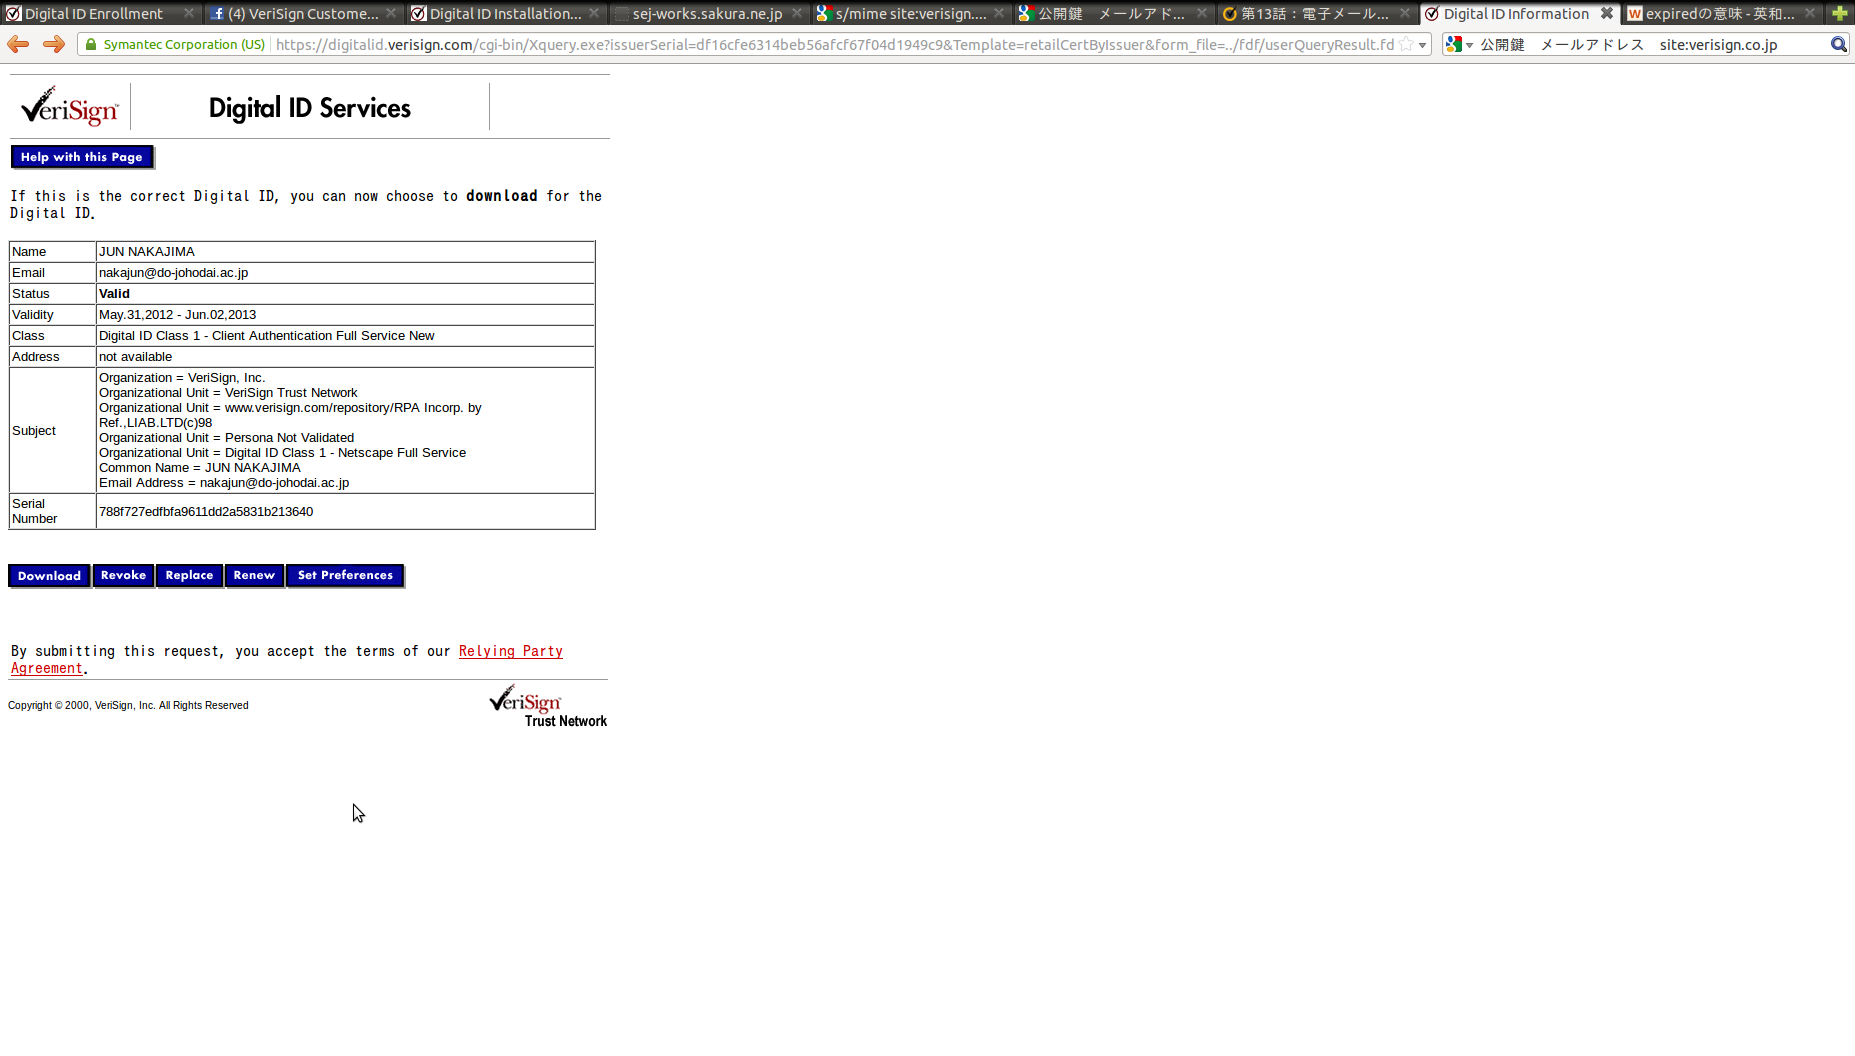 Digital ID Enrollment
(4) VeriSign Custome...
Digital ID Installation...
sej-works.sakura.ne.jp
s/mime site:verisign....
公開鍵　メールアド...
第13話：電子メール...
Digital ID Information
expiredの意味 - 英和...
Symantec Corporation (US)
https://digitalid.verisign.com/cgi-bin/Xquery.exe?issuerSerial=df16cfe6314beb56afcf67f04d1949c9&Template=retailCertByIssuer&form_file=../fdf/userQueryResult.fd
公開鍵　メールアドレス　site:verisign.co.jp
VeriSign
Digital ID Services
Help with this Page
If this is the correct Digital ID, you can now choose to download for the
Digital ID.
Name JUN NAKAJIMA
Email nakajun@do-johodai.ac.jp
Status Valid
Validity May.31,2012 - Jun.02,2013
Class Digital ID Class 1 - Client Authentication Full Service New
Address not available
Subject
Organization = VeriSign, Inc.
Organizational Unit = VeriSign Trust Network
Organizational Unit = www.verisign.com/repository/RPA Incorp. by
Ref.,LIAB.LTD(c)98
Organizational Unit = Persona Not Validated
Organizational Unit = Digital ID Class 1 - Netscape Full Service
Common Name = JUN NAKAJIMA
Email Address = nakajun@do-johodai.ac.jp
Serial
Number
788f727edfbfa9611dd2a5831b213640
Download Revoke Replace Renew Set Preferences
By submitting this request, you accept the terms of our Relying Party
Agreement.
Copyright © 2000, VeriSign, Inc. All Rights Reserved
VeriSign
Trust Network